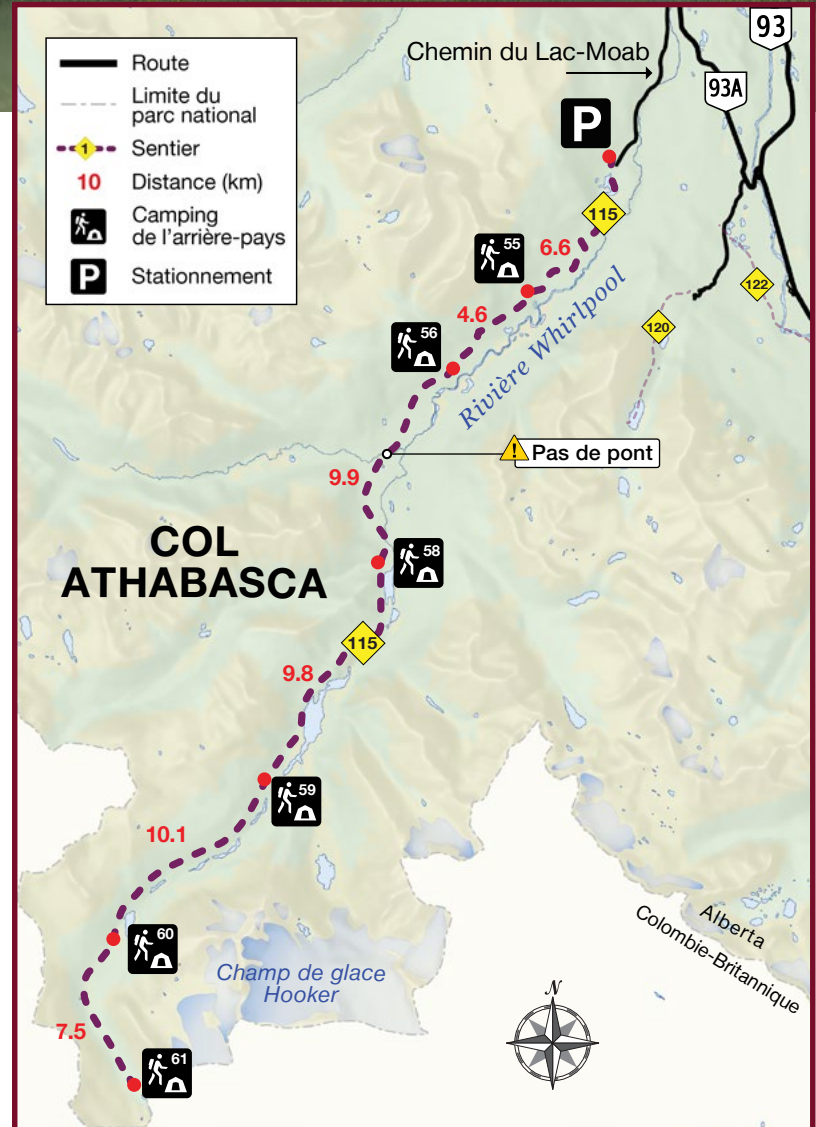 Route
Limite du
parc national
1
Sentier
10
Distance (km)
Camping
de l'arrière-pays
P
Stationnement
Chemin du Lac-Moab
93
93A
P
115
55
6.6
122
4.6
56
120
Rivière Whirlpool
! Pas de pont
9.9
COL
ATHABASCA
58
115
9.8
59
10.1
60
Champ de glace
Hooker
Alberta
Colombie-Britannique
N
7.5
61